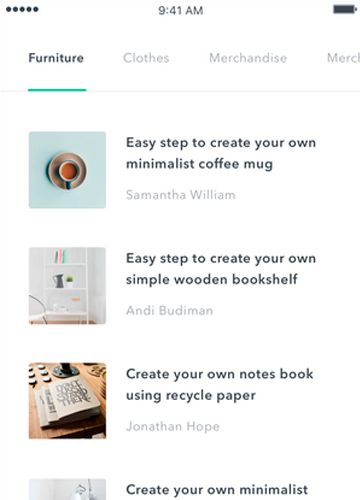 9:41 AM
Furniture Clothes Merchandise Merch
Easy step to create your own
minimalist coffee mug
Samantha William
Easy step to create your own
simple wooden bookshelf
Andi Budiman
Create your own notes book
using recycle paper
Jonathan Hope
Create your own minimalist